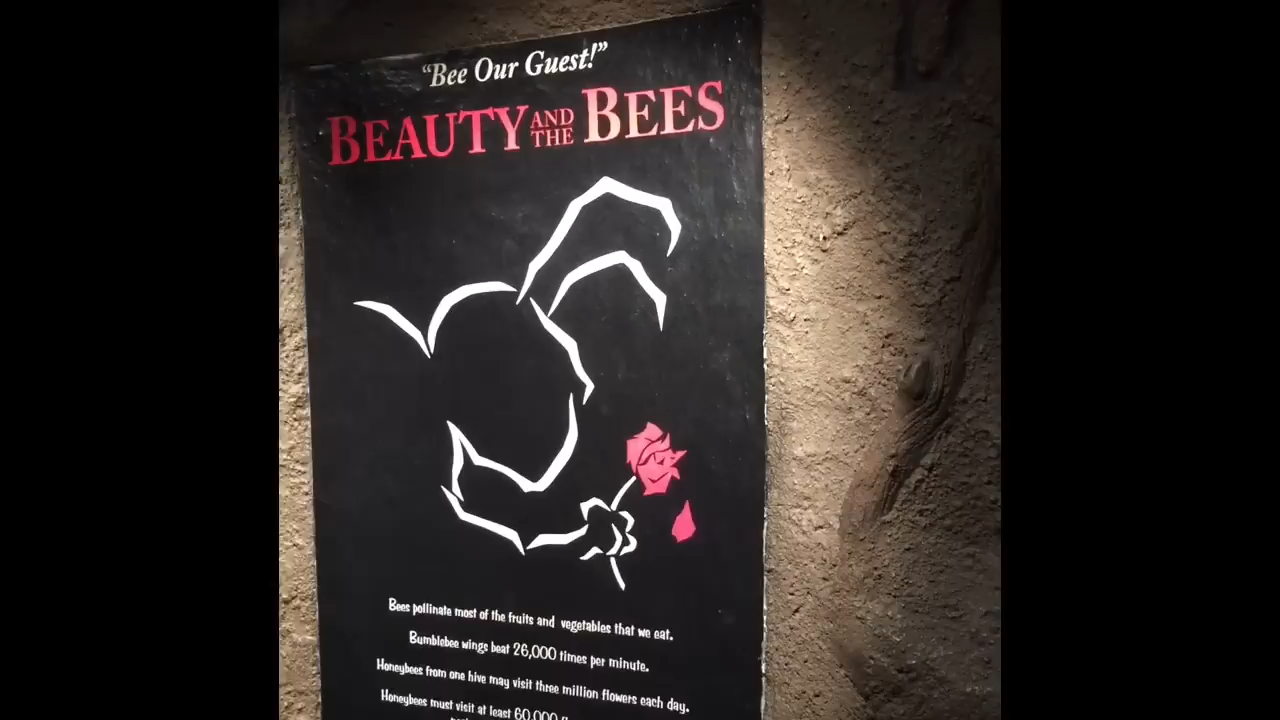 “Bee Our Guest!”
BEAUTY AND THE BEES
Bees pollinate most of the fruits and vegetables that we eat.
Bumblebee wings beat 26,000 times per minute.
Honeybees from one hive may visit three million flowers each day.
Honeybees must visit at least 60,000